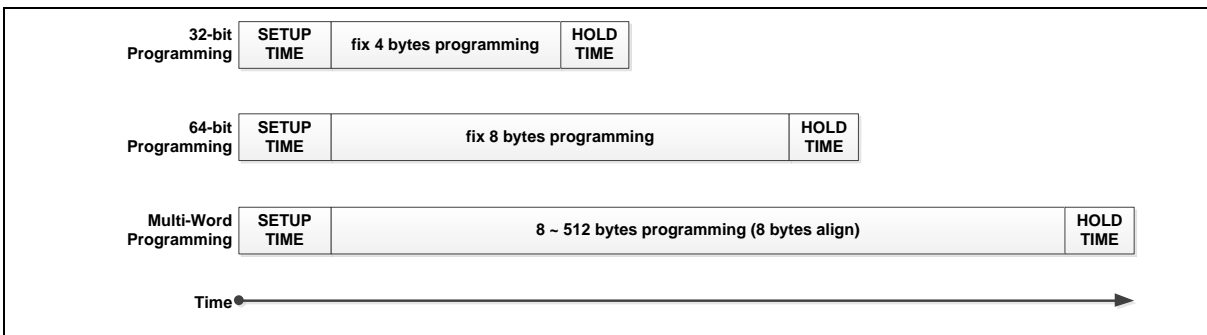 32-bit
Programming
SETUP
TIME
fix 4 bytes programming
HOLD
TIME
64-bit
Programming
SETUP
TIME
fix 8 bytes programming
HOLD
TIME
Multi-Word
Programming
SETUP
TIME
8 ~ 512 bytes programming (8 bytes align)
HOLD
TIME
Time